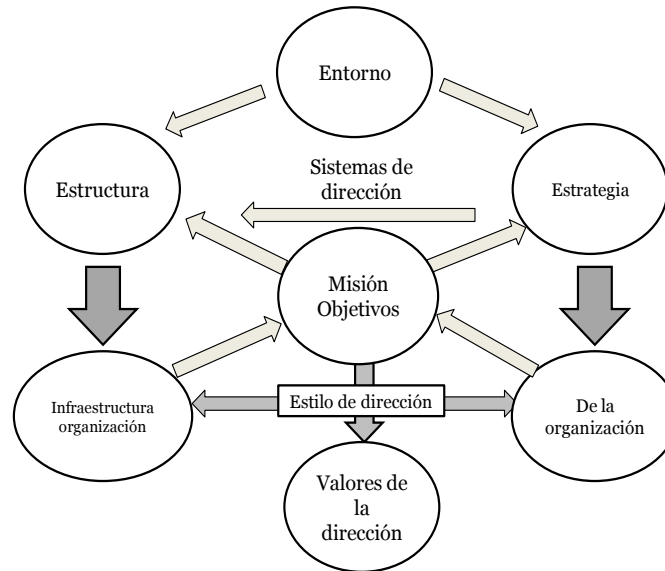 Entorno
Estructura
Sistemas de
dirección
Estrategia
Misión
Objetivos
Infraestructura
organización
Estilo de dirección
De la
organización
Valores de
la
dirección